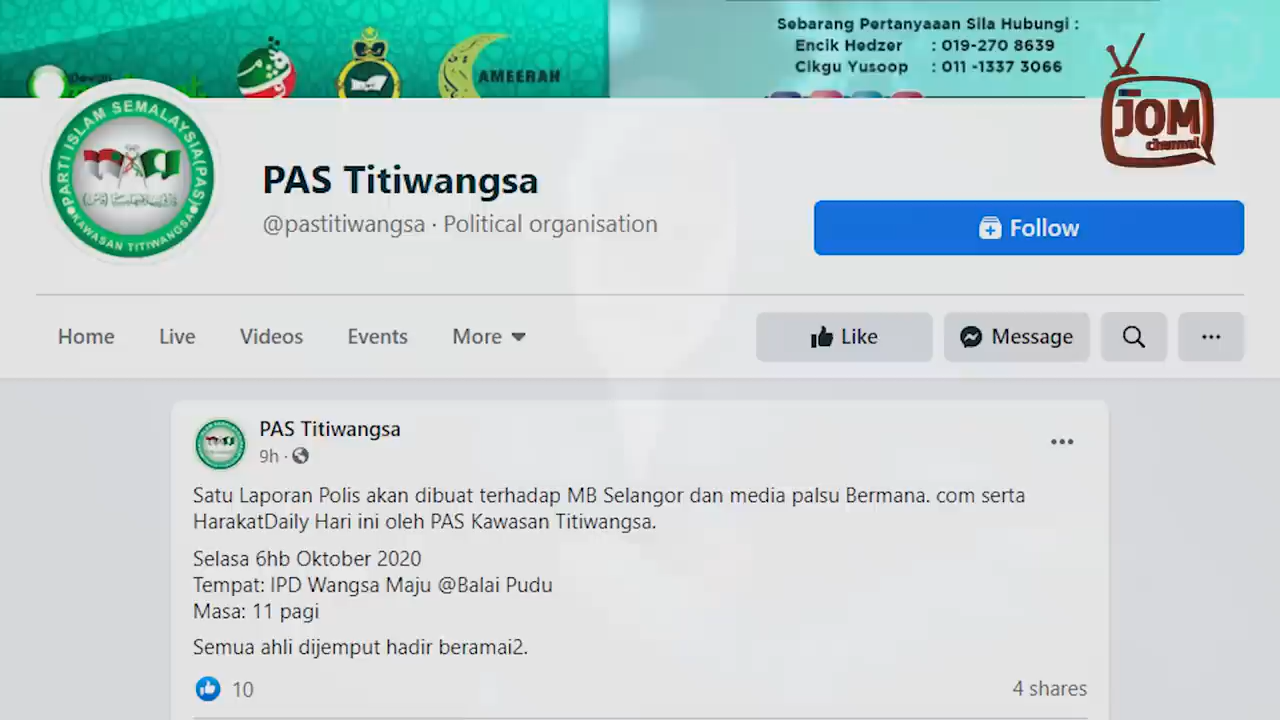 Sebarang Pertanyaaan Sila Hubungi :
Encik Hedzer : 019-270 8639
Cikgu Yusoop : 011 -1337 3066
AMEERAH
JOM
channel
PARTI ISLAM SEMALAYSIA (PAS)
KAWASAN TITIWANGSA
PAS Titiwangsa
@pastitiwangsa · Political organisation
Follow
Home Live Videos Events More
Like Message
PAS Titiwangsa
9h ·
Satu Laporan Polis akan dibuat terhadap MB Selangor dan media palsu Bermana. com serta
HarakatDaily Hari ini oleh PAS Kawasan Titiwangsa.
Selasa 6hb Oktober 2020
Tempat: IPD Wangsa Maju @Balai Pudu
Masa: 11 pagi
Semua ahli dijemput hadir beramai2.
10
4 shares